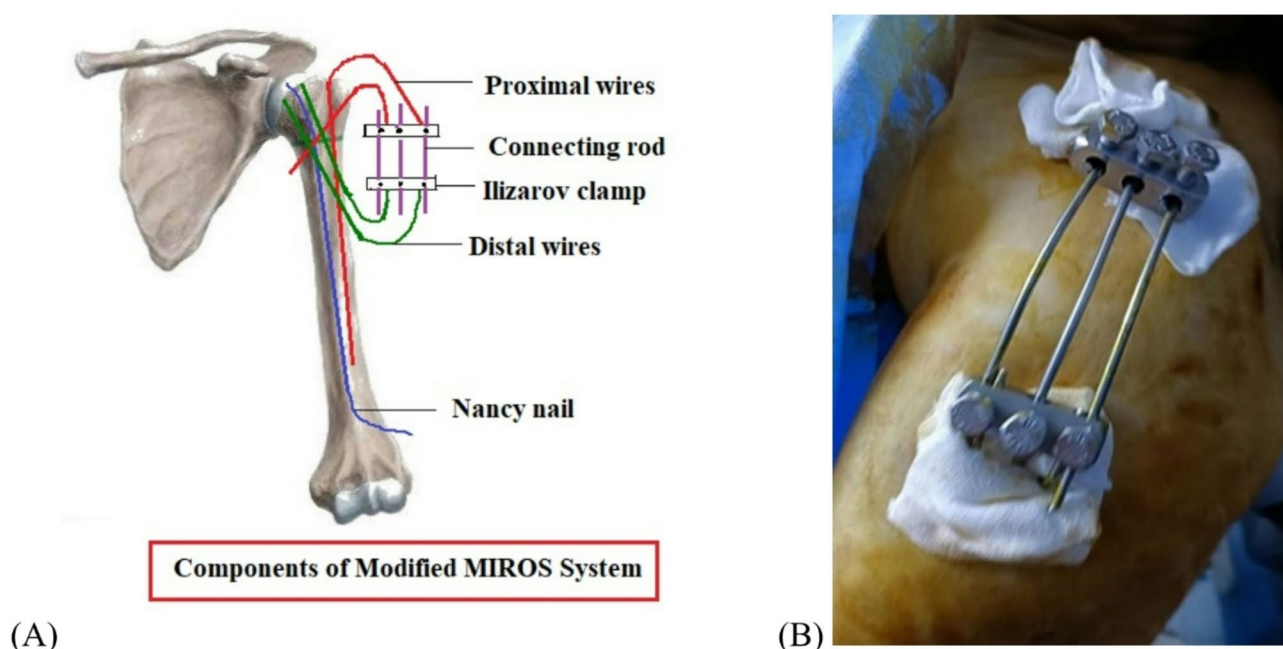 Proximal wires
Connecting rod
Ilizarov clamp
Distal wires
Nancy nail
Components of Modified MIROS System
(A)
(B)